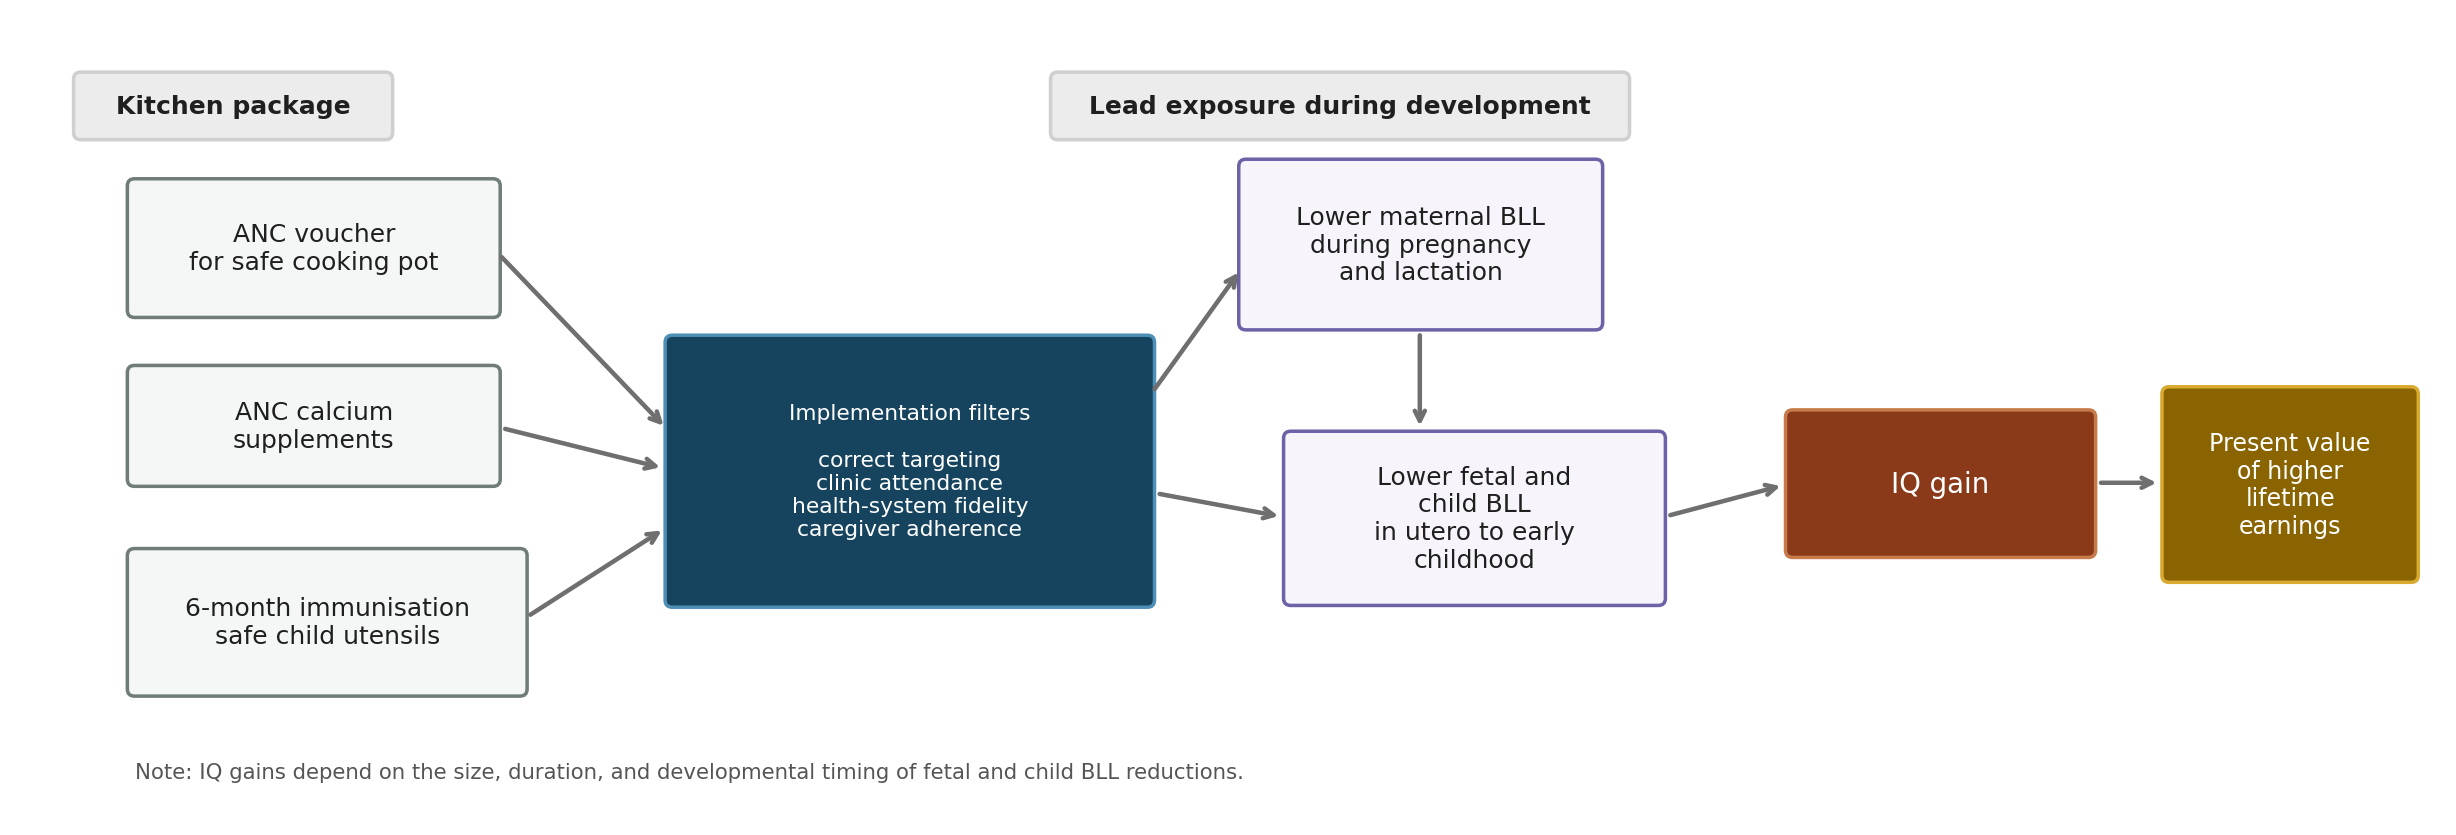 Kitchen package
Lead exposure during development
ANC voucher
for safe cooking pot
ANC calcium
supplements
6-month immunisation
safe child utensils
Implementation filters
correct targeting
clinic attendance
health-system fidelity
caregiver adherence
Lower maternal BLL
during pregnancy
and lactation
Lower fetal and
child BLL
in utero to early
childhood
IQ gain
Present value
of higher
lifetime
earnings
Note: IQ gains depend on the size, duration, and developmental timing of fetal and child BLL reductions.